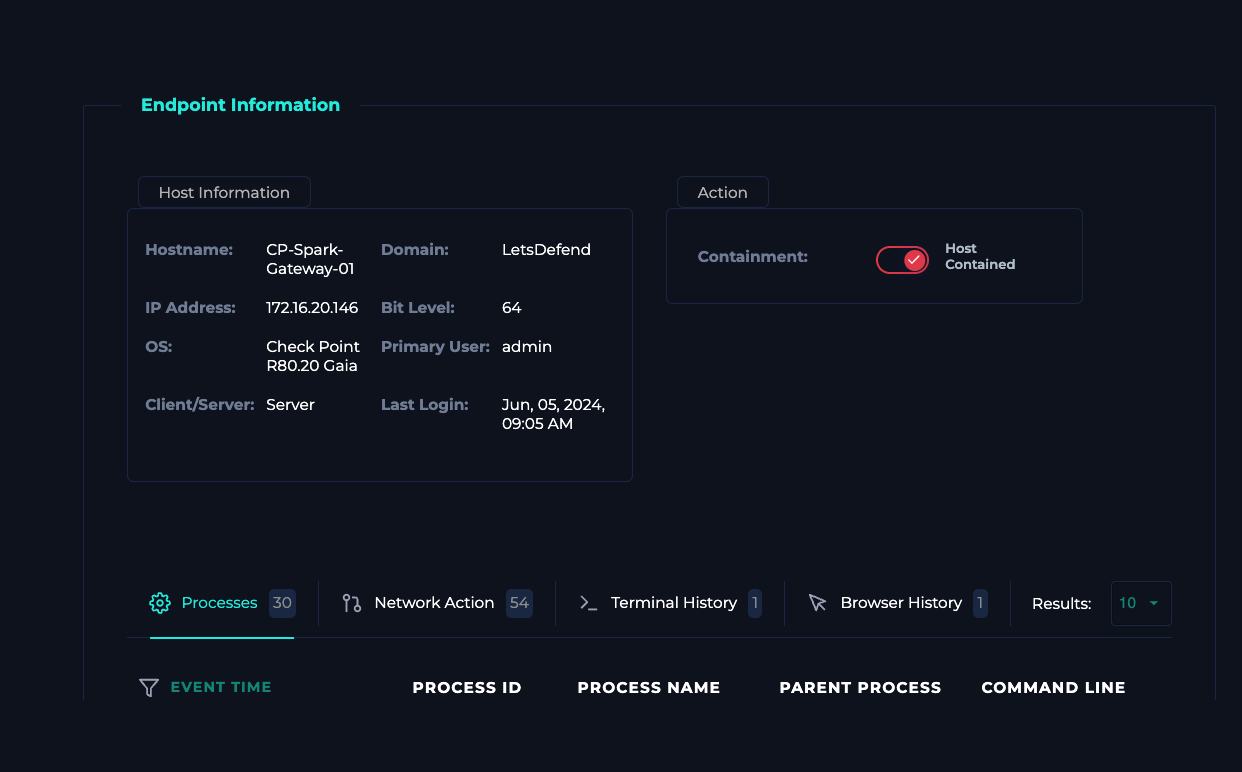 Endpoint Information
Host Information
Action
Hostname: CP-Spark-Gateway-01 Domain: LetsDefend
IP Address: 172.16.20.146 Bit Level: 64
OS: Check Point R80.20 Gaia Primary User: admin
Client/Server: Server Last Login: Jun, 05, 2024, 09:05 AM
Containment: Host Contained
Processes 30 Network Action 54 Terminal History 1 Browser History 1 Results: 10
EVENT TIME PROCESS ID PROCESS NAME PARENT PROCESS COMMAND LINE